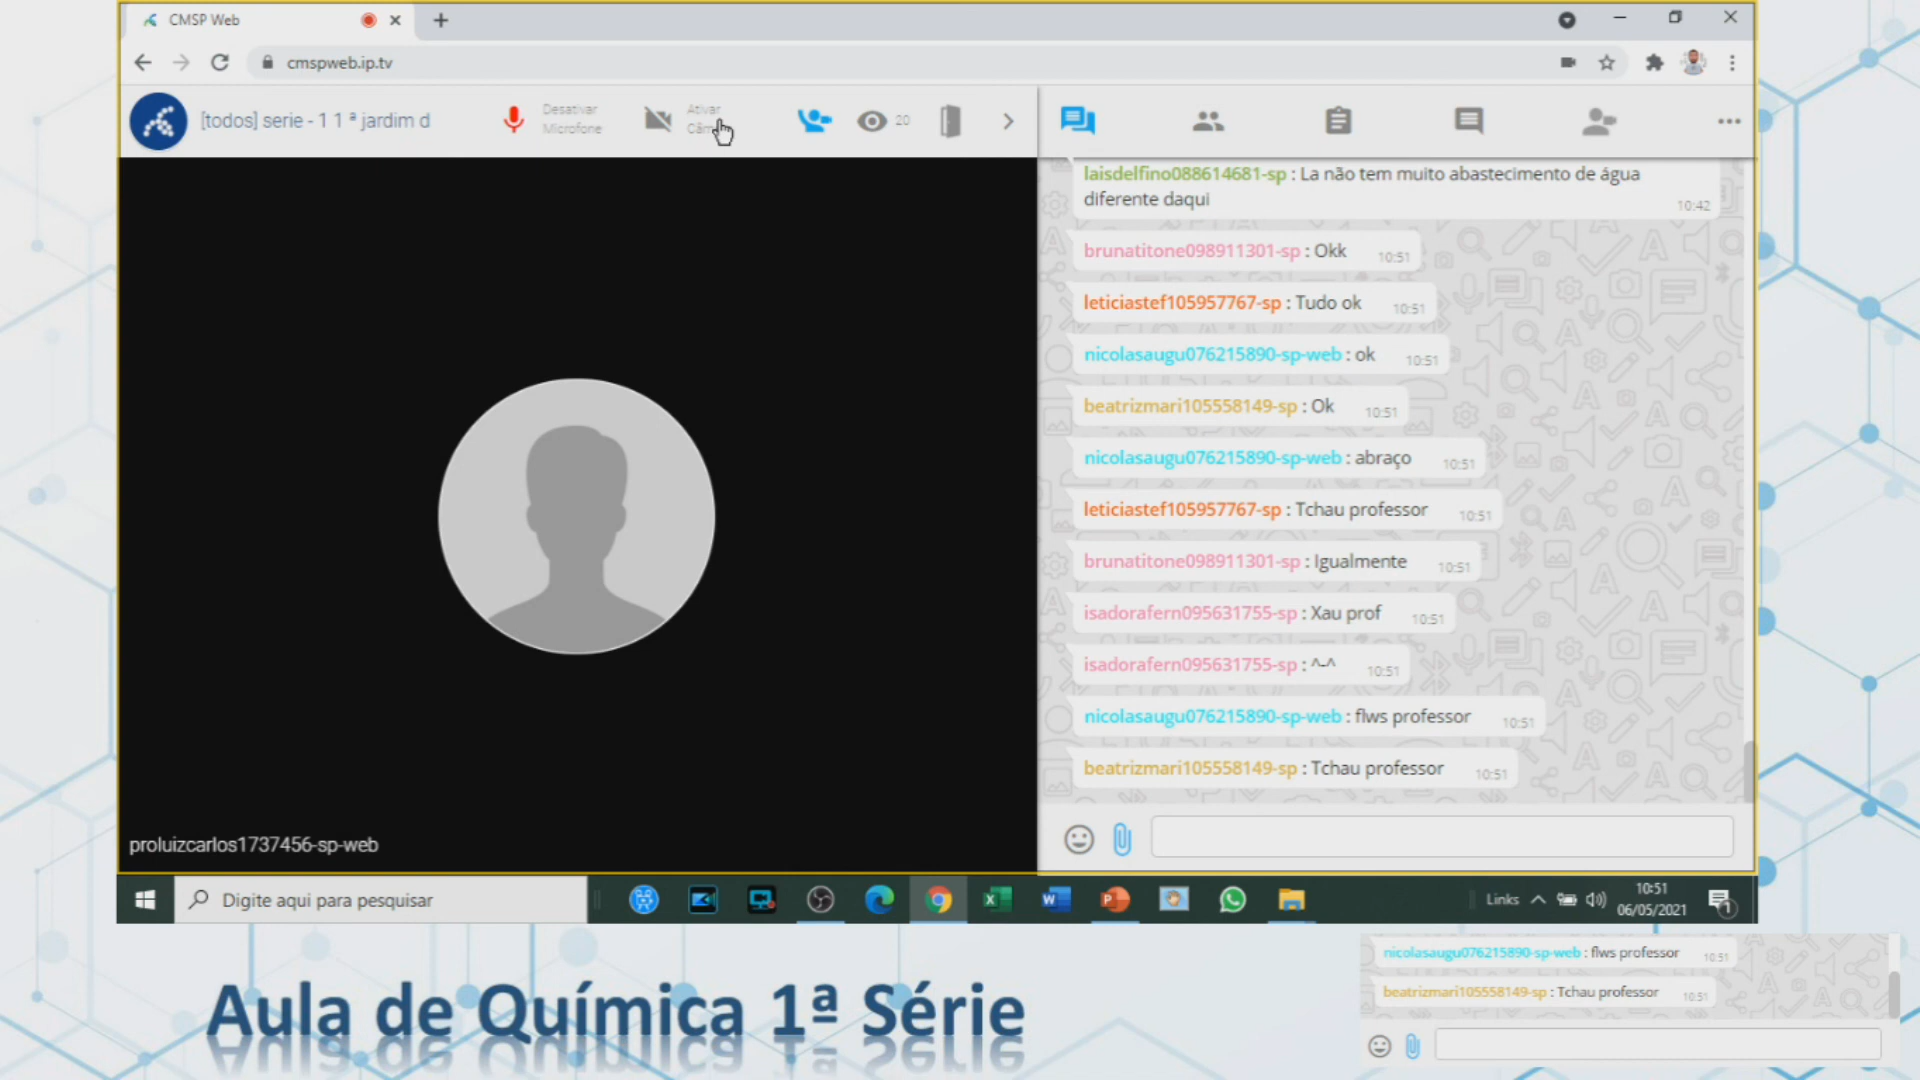 CMSP Web
cmspweb.ip.tv
[todos] serie - 1 1 ª jardim d
Desativar
Microfone
Ativar
20
laisdelfino088614681-sp : La não tem muito abastecimento de água
diferente daqui
10:42
brunatitone098911301-sp : Okk 10:51
leticiastef105957767-sp : Tudo ok 10:51
nicolasaugu076215890-sp-web : ok 10:51
beatrizmari105558149-sp : Ok 10:51
nicolasaugu076215890-sp-web : abraço 10:51
leticiastef105957767-sp : Tchau professor 10:51
brunatitone098911301-sp : Igualmente 10:51
isadorafern095631755-sp : Xau prof 10:51
isadorafern095631755-sp : ^-^ 10:51
nicolasaugu076215890-sp-web : flws professor 10:51
beatrizmari105558149-sp : Tchau professor 10:51
proluizcarlos1737456-sp-web
Digite aqui para pesquisar
Links
10:51
06/05/2021
1
nicolasaugu076215890-sp-web : flws professor 10:51
beatrizmari105558149-sp : Tchau professor 10:51
Aula de Química 1ª Série